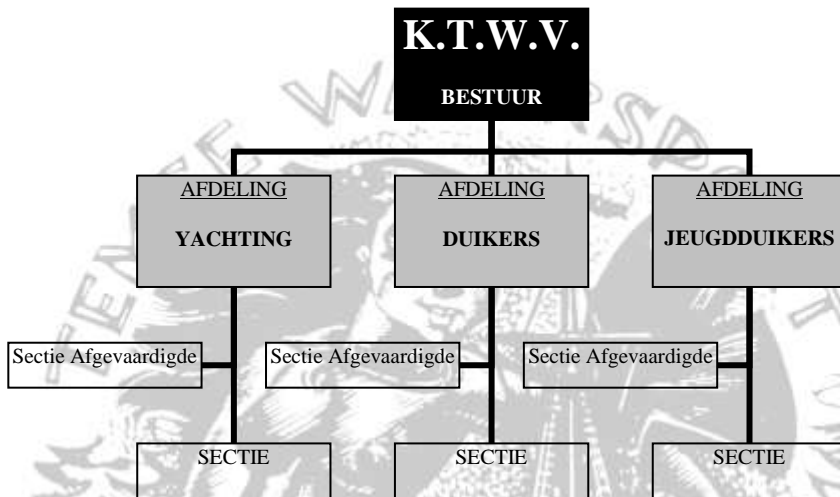 K.T.W.V.
BESTUUR
AFDELING
YACHTING
AFDELING
DUIKERS
AFDELING
JEUGDDUIKERS
Sectie Afgevaardigde
Sectie Afgevaardigde
Sectie Afgevaardigde
SECTIE
SECTIE
SECTIE